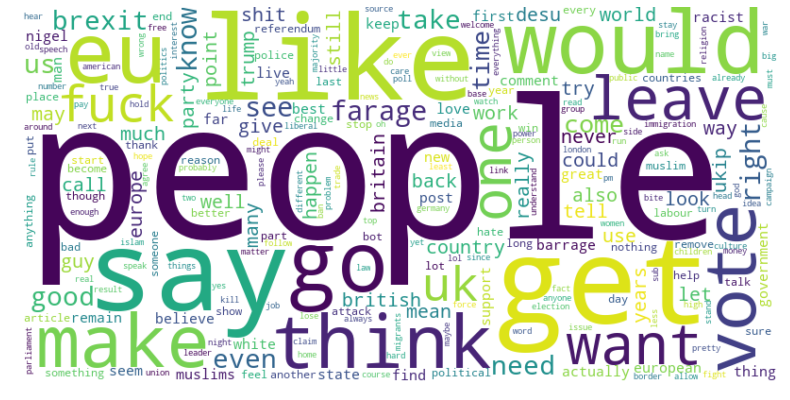 hear
brexit
end
free
shit
referendum
take
first
desu
every
world
source
welcome
stay
bring
war
old
speech
nigel
wrong
politics
interest
keep
still
majority
racist
name
religion
us
man
american
true
eu
party
know
point
trump
police
live
yeah
last
little
like
time
everything
would
big
must
number
fuck
hold
place
pay
everyone
see
best
life
change
farage
love
media
ever
do
care
poll
view
without
news
base
watch
year
comment
work
try
countries
public
already
group
read
leave
cause
may
around
next
far
give
stop
on
win
person
come
immigration
never
way
put
rule
much
thank
hope
agree
reason
probably
liberal
might
please
deal
happen
trade
britain
new
least
power
one
really
link
understand
could
london
run
side
great
pm
ask
muslim
ukip
right
look
god
idea
campaign
start
become
call
though
enough
europe
many
well
better
two
different
problem
back
post
germany
top
also
bite
head
labour
turn
vote
anything
people
tell
women
government
bad
islam
guy
speak
someone
things
part
follow
matter
bot
yet
lol
since
country
hate
long
barrage
use
nothing
remove
culture
children
money
real
result
say
yes
go
lot
uk
get
sub
help
talk
good
kill
job
british
support
anyone
fact
day
years
let
high
stand
article
remain
believe
show
lose
attack
mean
force
maybe
election
less
issue
word
sure
parliament
make
leader
night
white
claim
always
home
think
migrants
hard
want
pretty
seem
even
need
actually
european
thing
something
union
muslims
feel
another
state
course
find
political
border
allow
fight